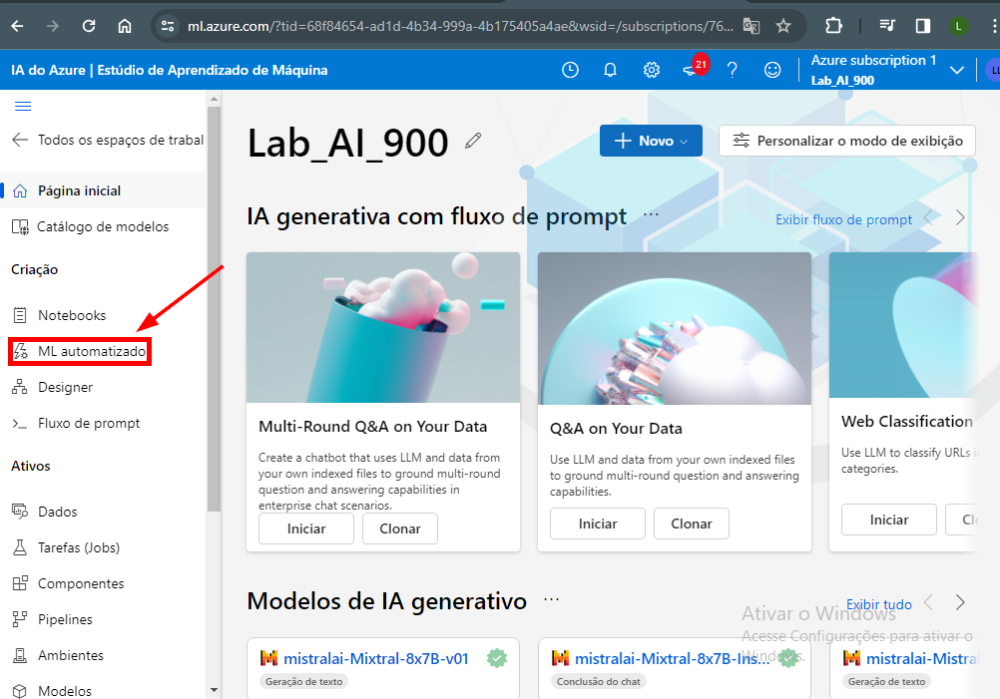 ml.azure.com/?tid=68f84654-ad1d-4b34-999a-4b175405a4ae&wsid=/subscriptions/76...
L
IA do Azure | Estúdio de Aprendizado de Máquina
21
Azure subscription 1
Lab_AI_900
Todos os espaços de trabal
Página inicial
Catálogo de modelos
Criação
Notebooks
ML automatizado
Designer
Fluxo de prompt
Ativos
Dados
Tarefas (Jobs)
Componentes
Pipelines
Ambientes
Modelos
Lab_AI_900
Novo
Personalizar o modo de exibição
IA generativa com fluxo de prompt ...
Exibir fluxo de prompt
Multi-Round Q&A on Your Data
Create a chatbot that uses LLM and data from
your own indexed files to ground multi-round
question and answering capabilities in
enterprise chat scenarios.
Iniciar
Clonar
Q&A on Your Data
Use LLM and data from your own indexed files
to ground multi-round question and answering
capabilities.
Iniciar
Clonar
Web Classification
Use LLM to classify URLs i
categories.
Iniciar
Clo
Modelos de IA generativo ...
Exibir tudo
mistralai-Mixtral-8x7B-v01
Geração de texto
mistralai-Mixtral-8x7B-Ins...
Conclusão do chat
mistralai-Mistra
Geração de texto
Ativar o Windows
Acesse Configurações para ativar o
Windows.